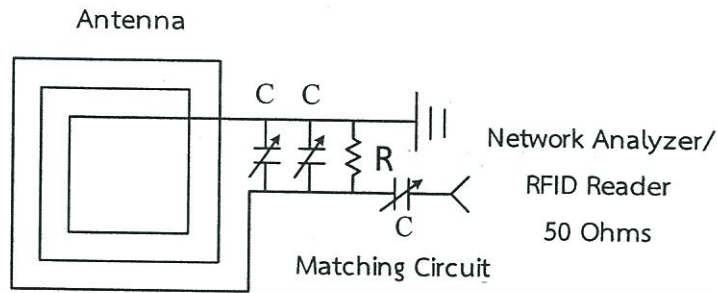 Antenna
C C
R
C
Network Analyzer/
RFID Reader
50 Ohms
Matching Circuit